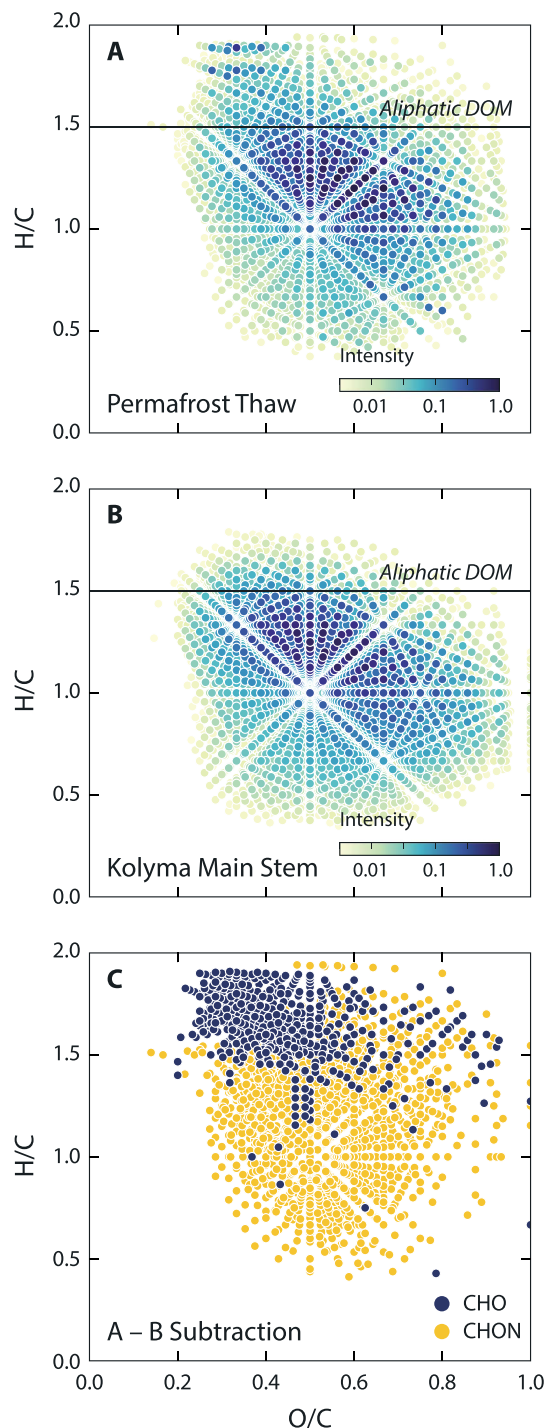 2.0
A
Aliphatic DOM
1.5
H/C
1.0
0.5
Intensity
0.01 0.1 1.0
Permafrost Thaw
0.0
2.0
B
Aliphatic DOM
1.5
H/C
1.0
0.5
Intensity
0.01 0.1 1.0
Kolyma Main Stem
0.0
2.0
C
1.5
H/C
1.0
0.5
CHO
CHON
A – B Subtraction
0.0
0.0 0.2 0.4 0.6 0.8 1.0
O/C